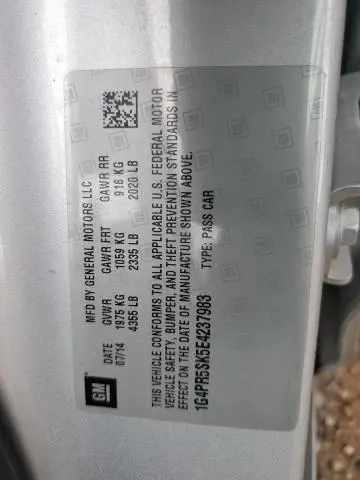 GM
MFD BY GENERAL MOTORS LLC
DATE GVWR GAWR FRT GAWR RR
07/14 1975 KG 1059 KG 916 KG
4355 LB 2335 LB 2020 LB
THIS VEHICLE CONFORMS TO ALL APPLICABLE U.S. FEDERAL MOTOR
VEHICLE SAFETY, BUMPER, AND THEFT PREVENTION STANDARDS IN
EFFECT ON THE DATE OF MANUFACTURE SHOWN ABOVE.
1G4PR5SK5E4237983 TYPE: PASS CAR